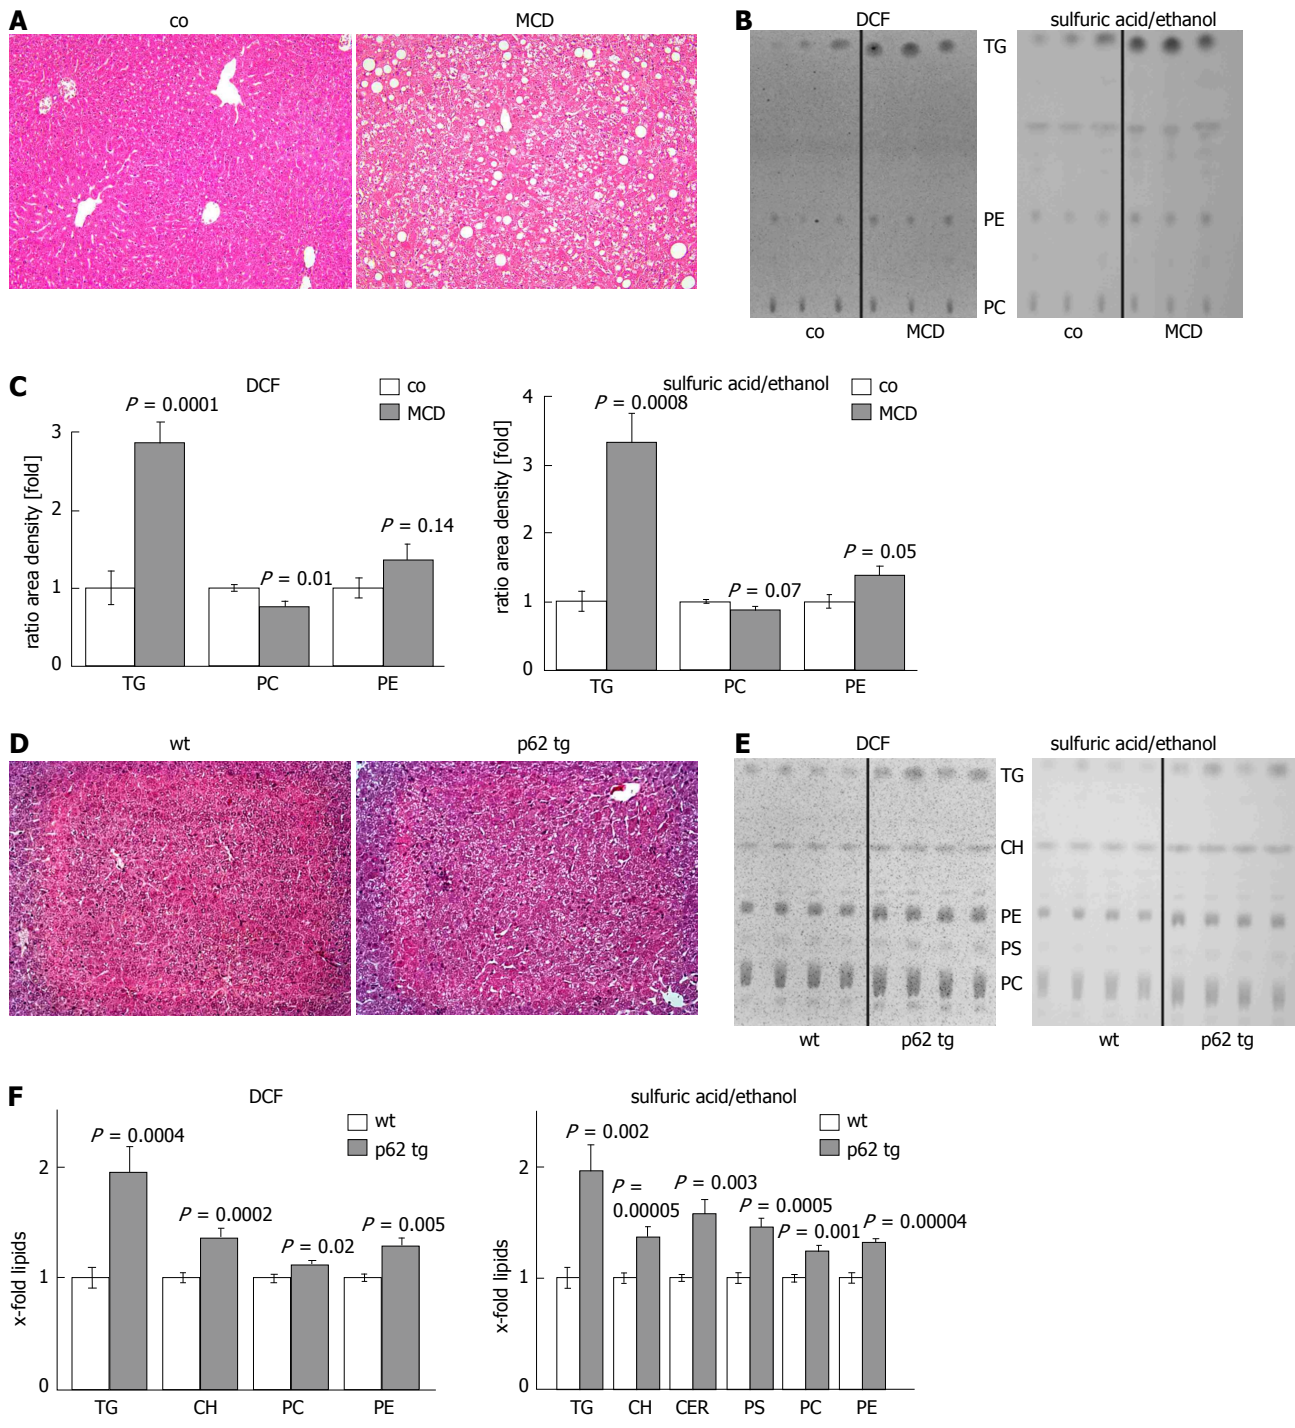 A
co
MCD
B
DCF
sulfuric acid/ethanol
TG
PE
PC
co
MCD
co
MCD
C
DCF
co
MCD
P = 0.0001
P = 0.01
P = 0.14
ratio area density [fold]
3
2
1
0
TG
PC
PE
sulfuric acid/ethanol
co
MCD
P = 0.0008
P = 0.07
P = 0.05
ratio area density [fold]
4
3
2
1
0
TG
PC
PE
D
wt
p62 tg
E
DCF
sulfuric acid/ethanol
TG
CH
PE
PS
PC
wt
p62 tg
wt
p62 tg
F
DCF
wt
p62 tg
P = 0.0004
P = 0.0002
P = 0.02
P = 0.005
x-fold lipids
2
1
0
TG
CH
PC
PE
sulfuric acid/ethanol
wt
p62 tg
P = 0.002
P =
0.00005
P = 0.003
P = 0.0005
P = 0.001
P = 0.00004
x-fold lipids
2
1
0
TG
CH
CER
PS
PC
PE